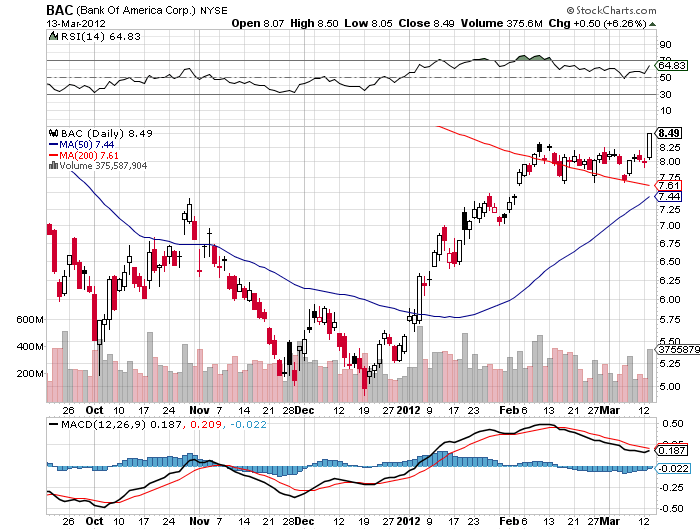 BAC (Bank Of America Corp.) NYSE © StockCharts.com
13-Mar-2012 Open 8.07 High 8.50 Low 8.05 Close 8.49 Volume 375.6M Chg +0.50 (+6.26%)
RSI(14) 64.83
90
70
64.83
50
30
10
BAC (Daily) 8.49
MA(50) 7.44
MA(200) 7.61
Volume 375,587,904
8.49
8.25
8.00
7.75
7.61
7.44
7.25
7.00
6.75
6.50
6.25
6.00
5.75
5.50
5.25
5.00
600M
400M
200M
3755879
26 Oct 10 17 24 Nov 7 14 21 28 Dec 12 19 27 2012 9 17 23 Feb 6 13 21 27 Mar 12
MACD(12,26,9) 0.187, 0.209, -0.022
0.50
0.25
0.187
-0.022
-0.25
-0.50
26 Oct 10 17 24 Nov 7 14 21 28 Dec 12 19 27 2012 9 17 23 Feb 6 13 21 27 Mar 12